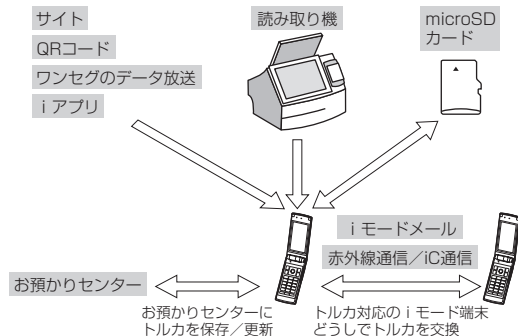 サイト
QRコード
ワンセグのデータ放送
iアプリ
読み取り機
microSD
カード
iモードメール
赤外線通信／iC通信
お預かりセンター
お預かりセンターに
トルカを保存／更新
トルカ対応のiモード端末
どうしでトルカを交換